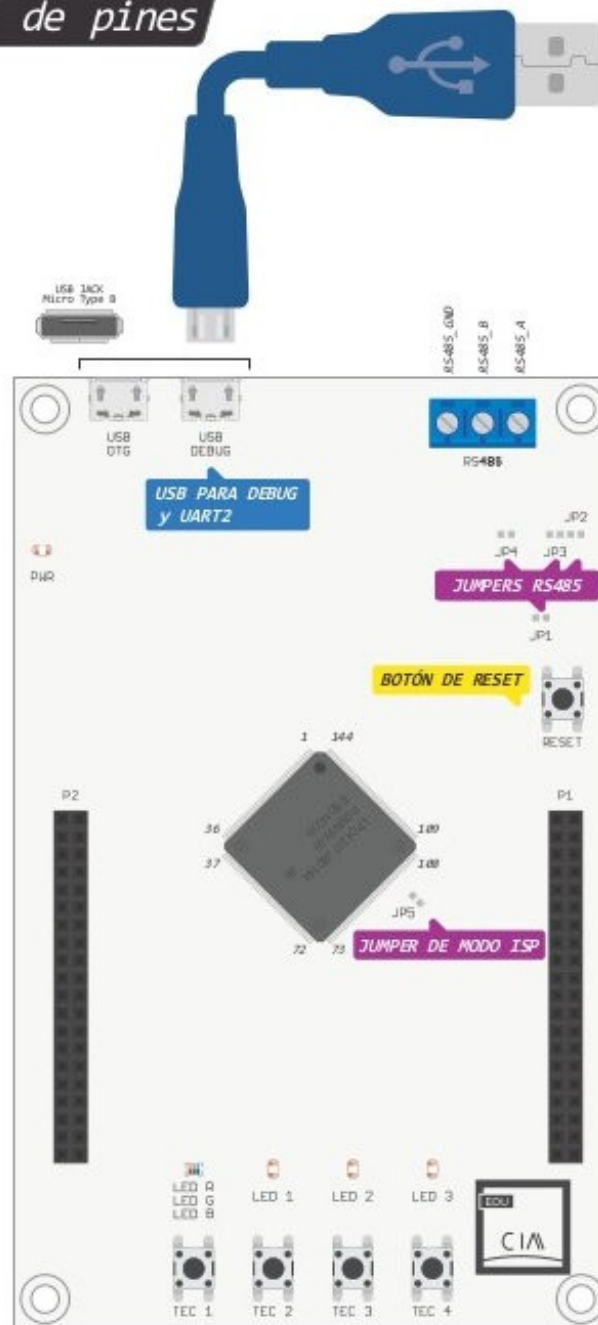 de pines
USB JACK
Micro Type B
RS485_GND
RS485_B
RS485_A
USB
OTG
USB
DEBUG
RS485
USB PARA DEBUG
y UART2
JP2
JP4
JP3
PWR
JUMPERS RS485
JP1
BOTÓN DE RESET
RESET
1
144
P2
P1
36
109
37
108
JP5
72
73
JUMPER DE MODO ISP
LED R
LED G
LED B
LED 1
LED 2
LED 3
EDU
CIAA
TEC 1
TEC 2
TEC 3
TEC 4